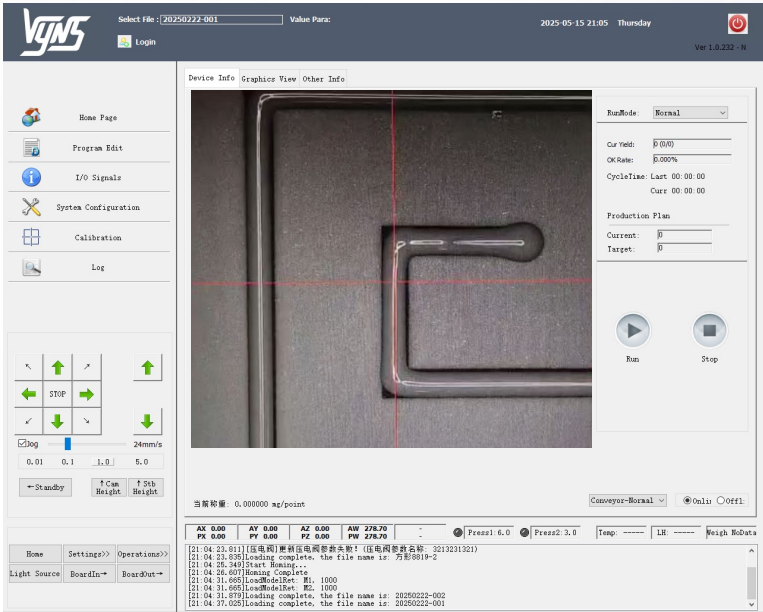 VYNS
Select File : 20250222-001 Value Para: 2025-05-15 21:05 Thursday
Login
Ver 1.0.232 - N
Device Info Graphics View Other Info
Home Page
Program Edit
I/O Signals
System Configuration
Calibration
Log
RunMode: Normal
Cur Yield: 0 (0/0)
OK Rate: 0.000%
CycleTime: Last 00:00:00
Curr 00:00:00
Production Plan
Current: 0
Target: 0
Run Stop
STOP
Jog 24mm/s
0.01 0.1 1.0 5.0
←Standby ↑Cam Height ↑Stb Height
当前称重: 0.000000 mg/point
Conveyor-Normal Onli Offl
AX 0.00 AY 0.00 AZ 0.00 AW 278.70 -
PX 0.00 PY 0.00 PZ 0.00 PW 278.70 -
Press1:6.0 Press2:3.0 Temp: ----- LH: ----- Weigh NoData
Home Settings>> Operations>>
Light Source BoardIn→ BoardOut→
[21:04:23.811][压电阀]更新压电阀参数失败!(压电阀参数名称: 3213231321)
[21:04:23.835]Loading complete, the file name is: 方形8819-2
[21:04:25.349]Start Homing...
[21:04:26.607]Homing Complete
[21:04:31.665]LoadModelRet: M1, 1000
[21:04:31.665]LoadModelRet: M2, 1000
[21:04:31.879]Loading complete, the file name is: 20250222-002
[21:04:37.025]Loading complete, the file name is: 20250222-001